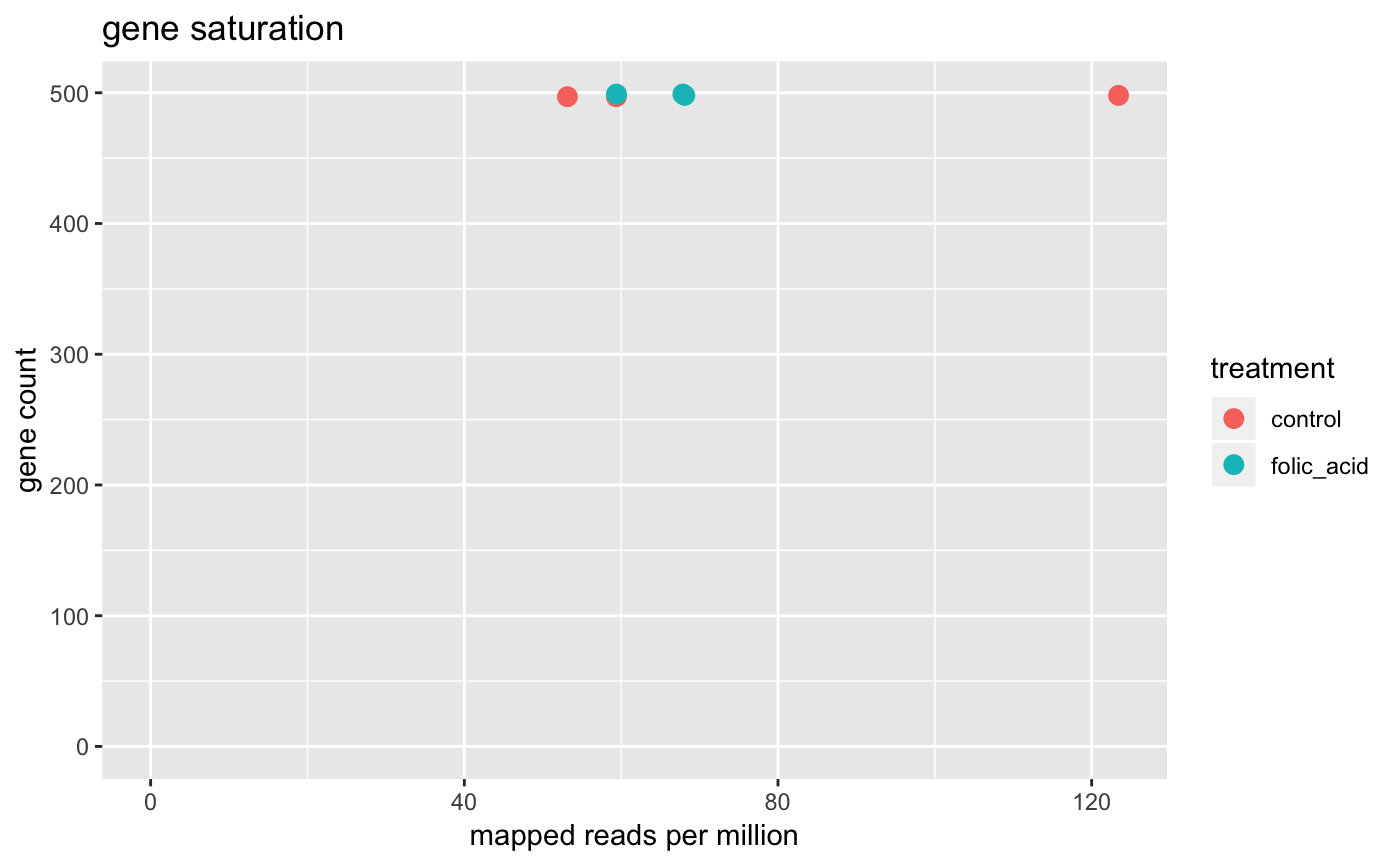 gene saturation
gene count
500
400
300
200
100
0
0 40 80 120
mapped reads per million
treatment
control
folic_acid